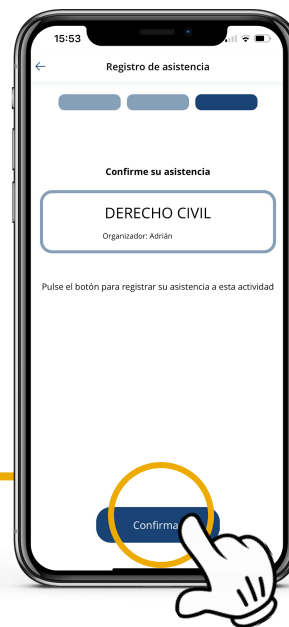 15:53
Registro de asistencia
Confirme su asistencia
DERECHO CIVIL
Organizador: Adrián
Pulse el botón para registrar su asistencia a esta actividad
Confirma